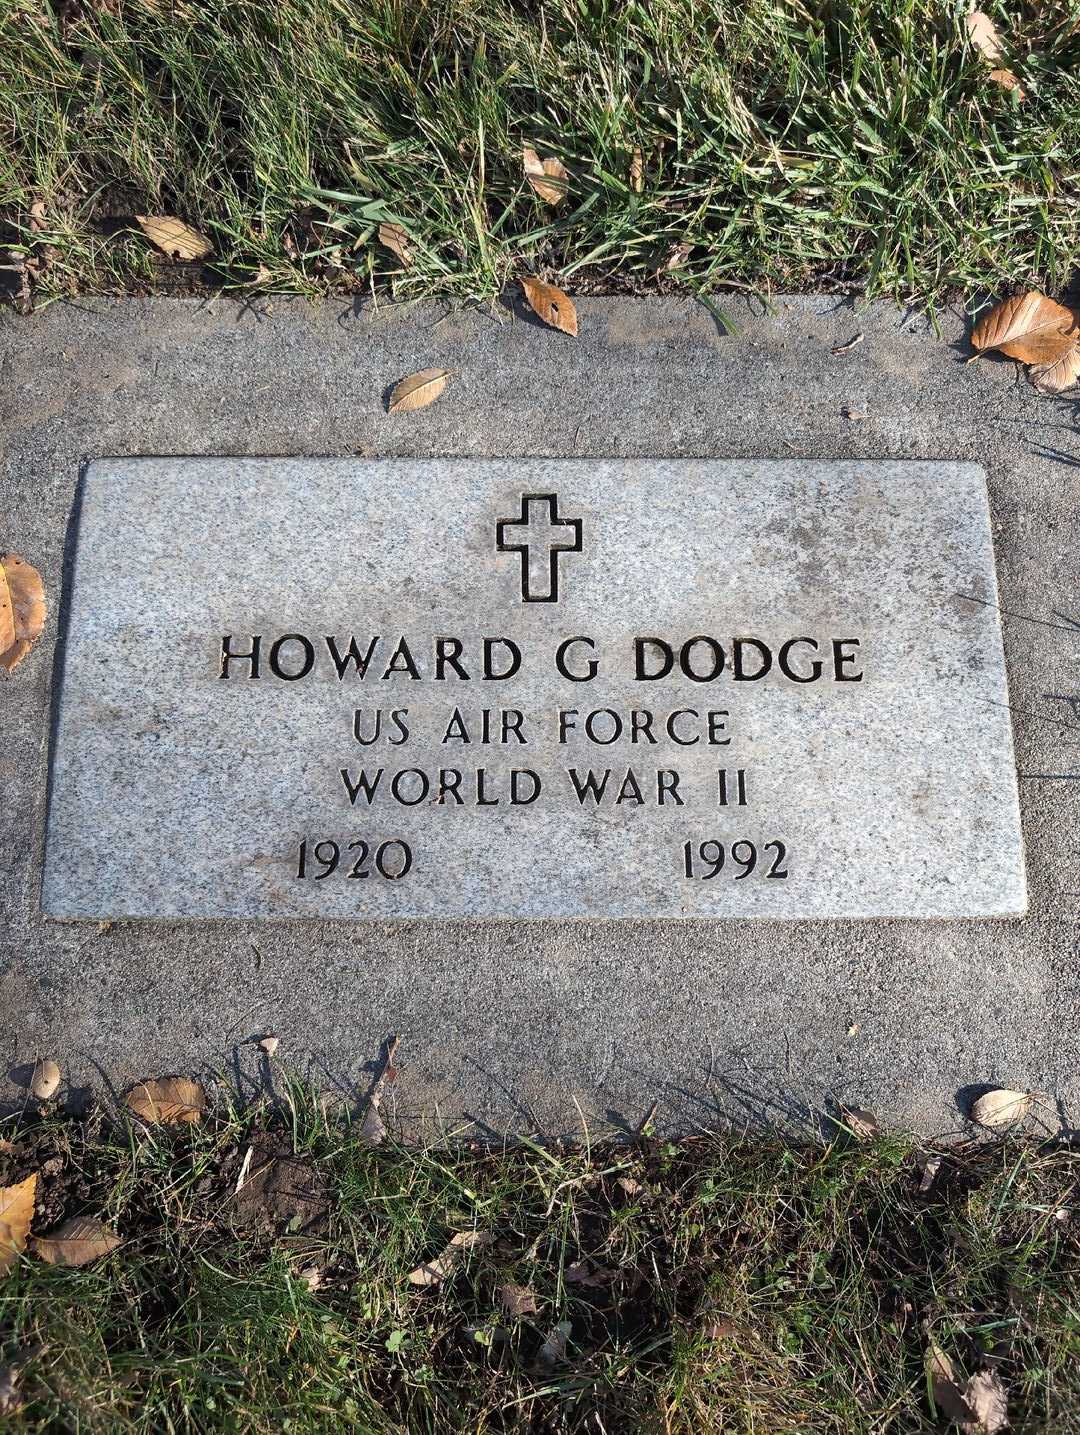 HOWARD G DODGE
US AIR FORCE
WORLD WAR II
1920 1992